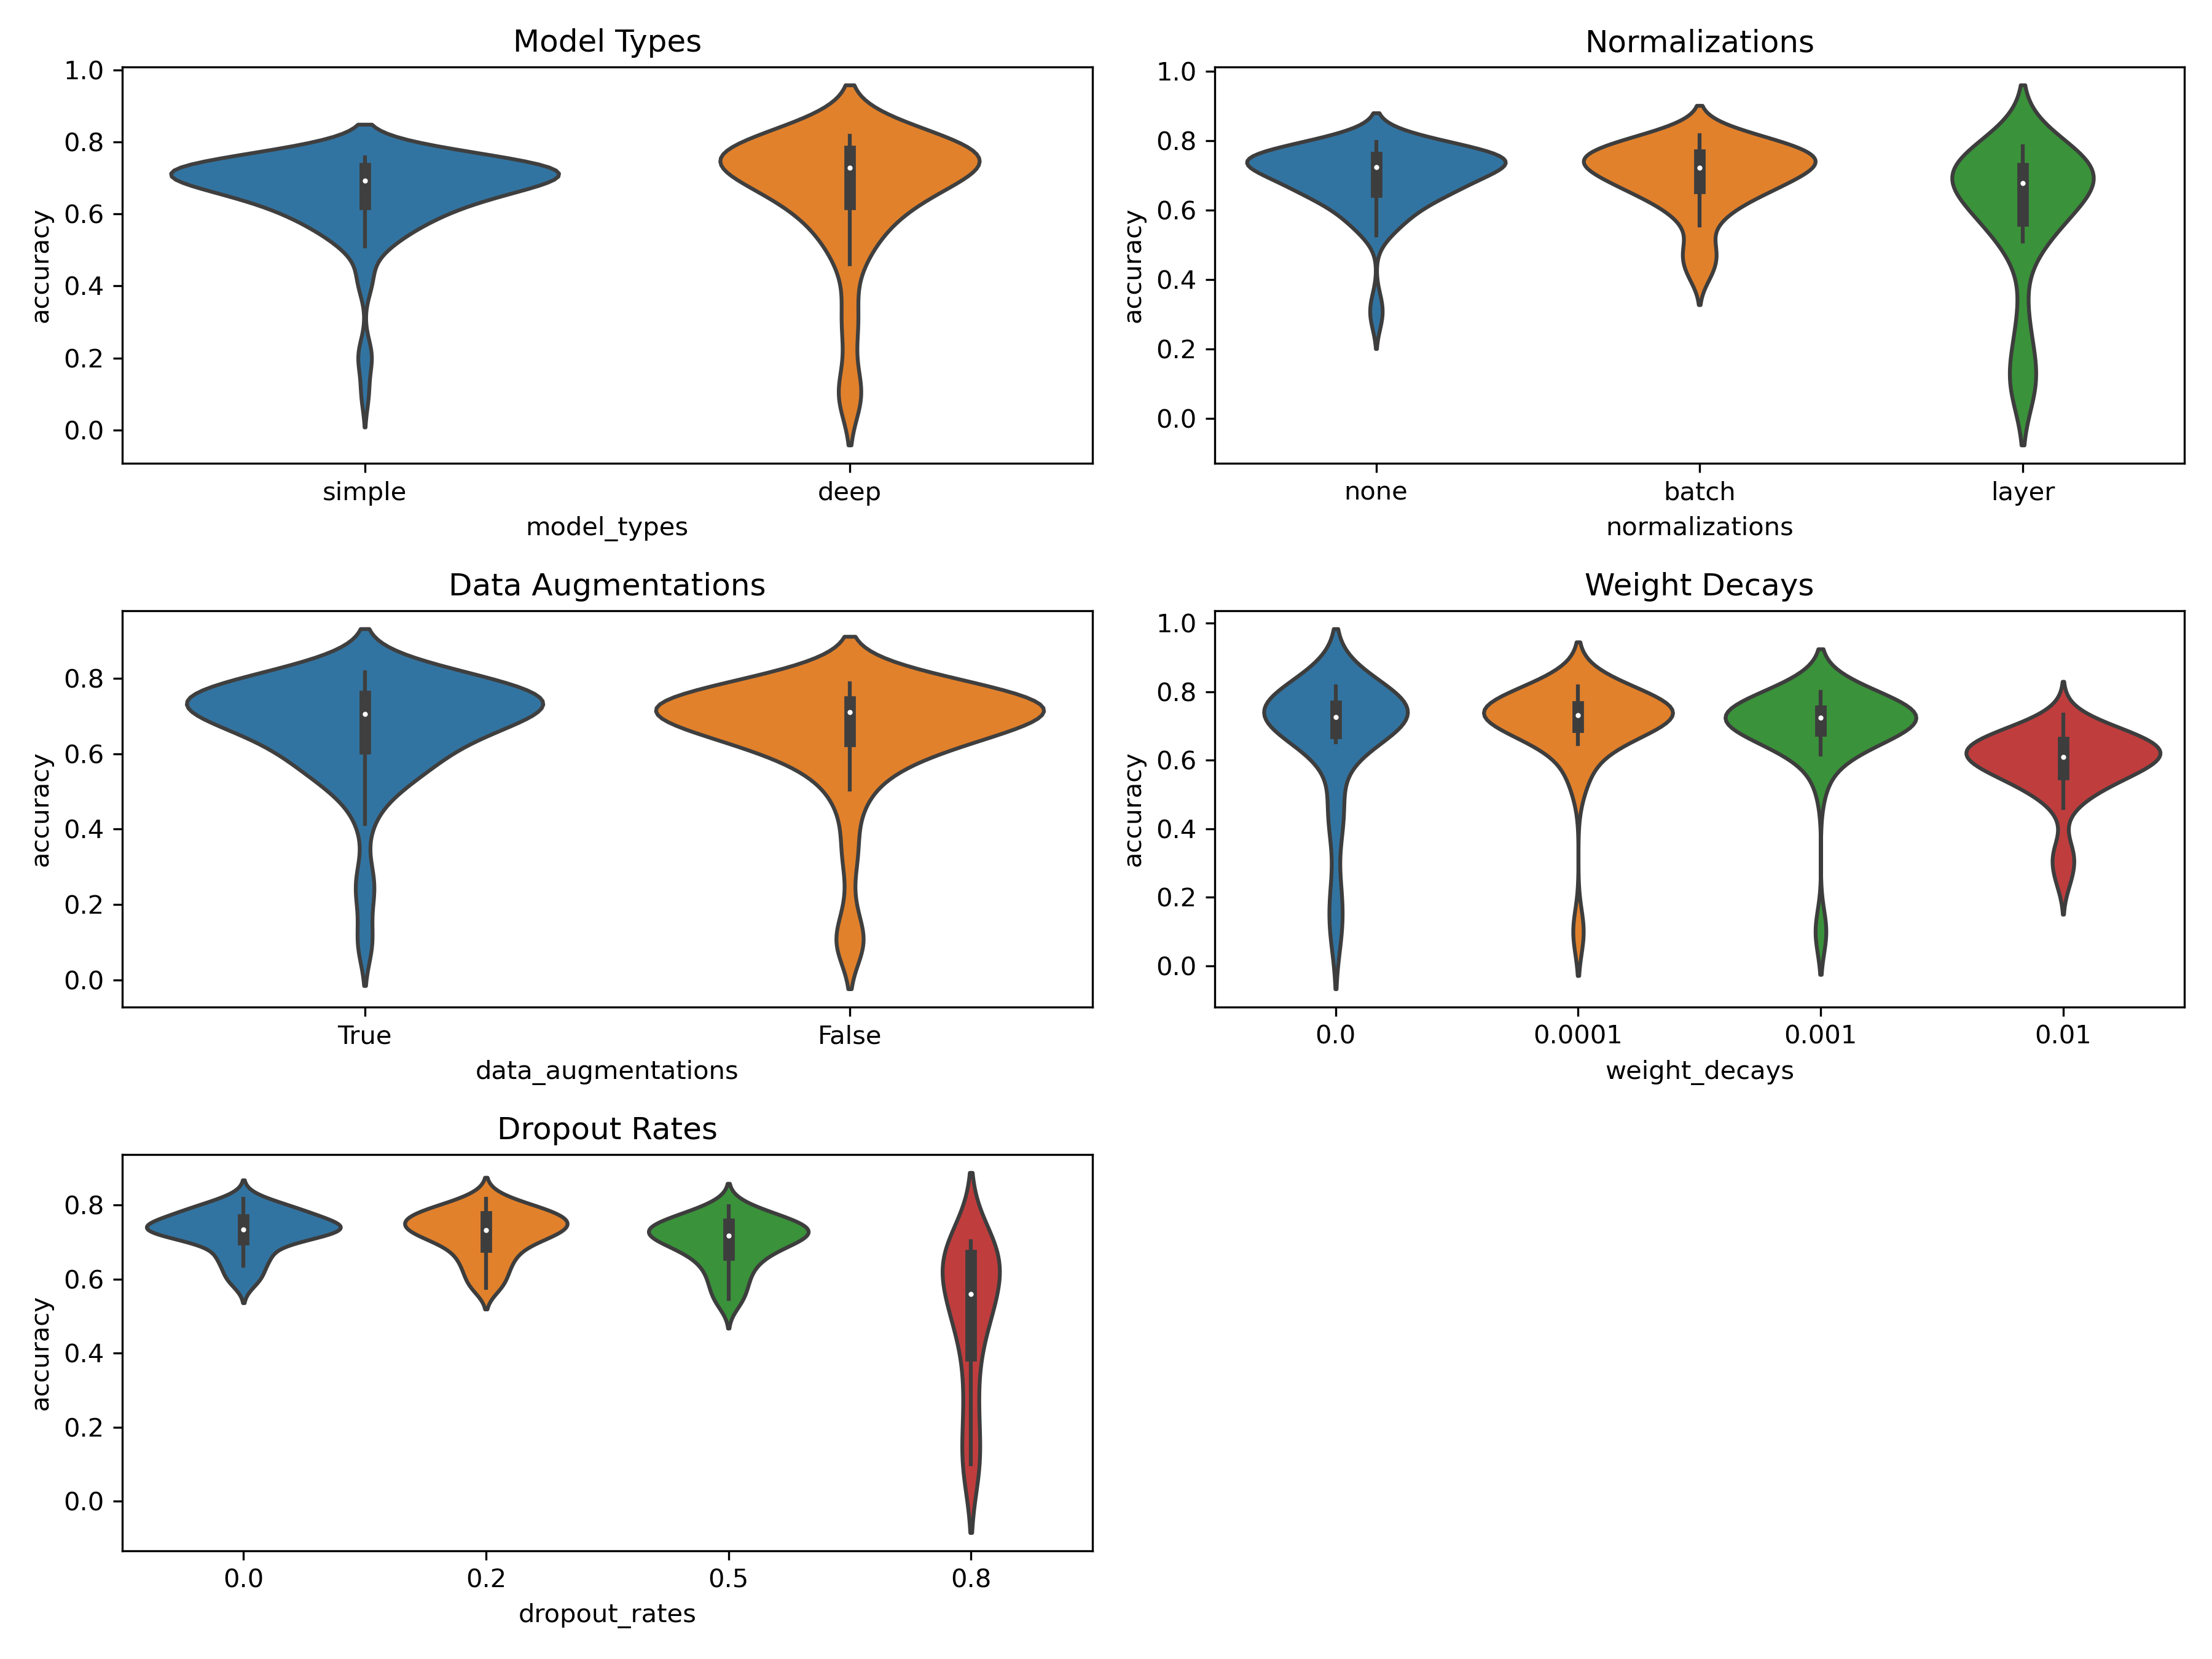 Model Types
accuracy
1.0
0.8
0.6
0.4
0.2
0.0
simple deep
model_types
Normalizations
accuracy
1.0
0.8
0.6
0.4
0.2
0.0
none batch layer
normalizations
Data Augmentations
accuracy
0.8
0.6
0.4
0.2
0.0
True False
data_augmentations
Weight Decays
accuracy
1.0
0.8
0.6
0.4
0.2
0.0
0.0 0.0001 0.001 0.01
weight_decays
Dropout Rates
accuracy
0.8
0.6
0.4
0.2
0.0
0.0 0.2 0.5 0.8
dropout_rates